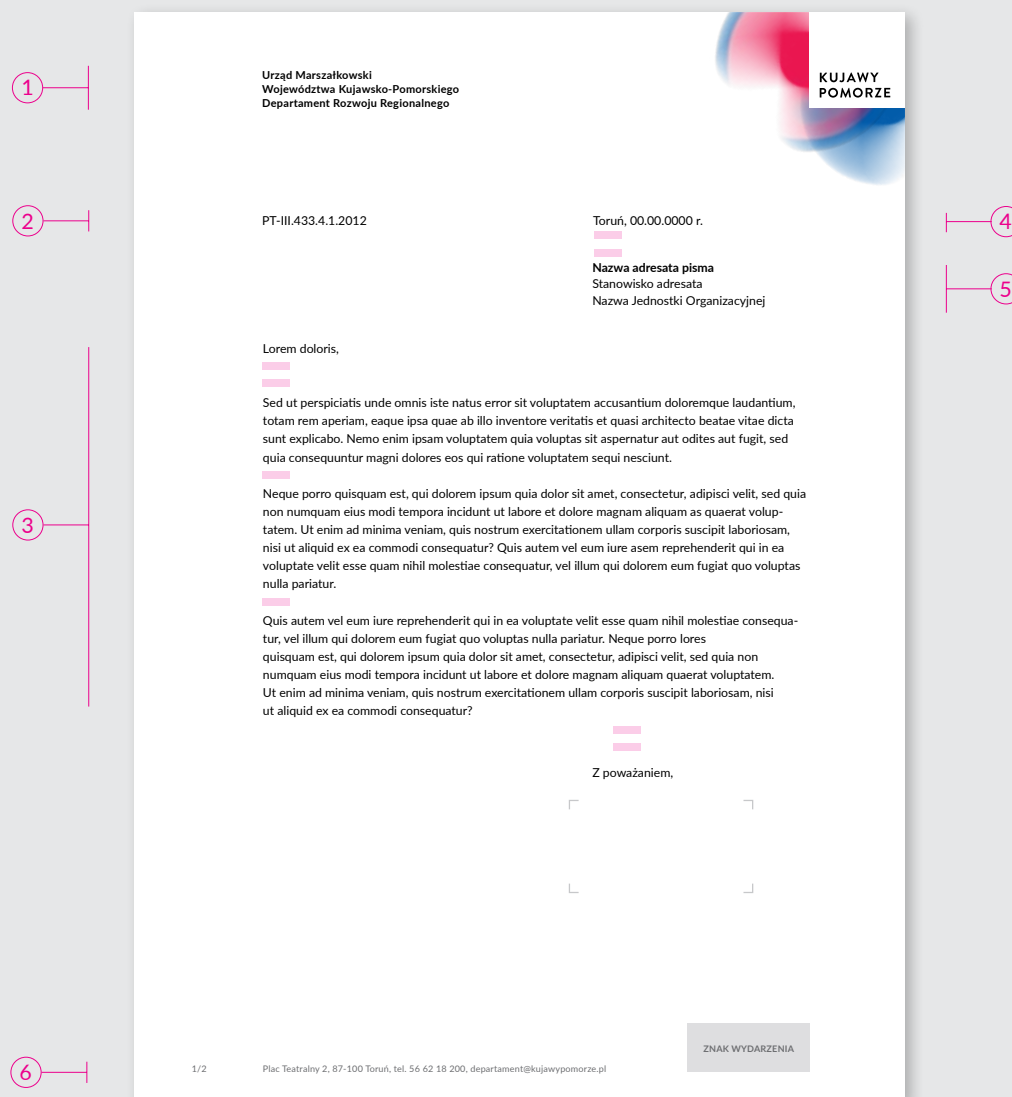 KUJAWY
POMORZE
1
Urząd Marszałkowski
Województwa Kujawsko-Pomorskiego
Departament Rozwoju Regionalnego
2
PT-III.433.4.1.2012
Toruń, 00.00.0000 r.
4
Nazwa adresata pisma
Stanowisko adresata
Nazwa Jednostki Organizacyjnej
5
3
Lorem doloris,
Sed ut perspiciatis unde omnis iste natus error sit voluptatem accusantium doloremque laudantium,
totam rem aperiam, eaque ipsa quae ab illo inventore veritatis et quasi architecto beatae vitae dicta
sunt explicabo. Nemo enim ipsam voluptatem quia voluptas sit aspernatur aut odites aut fugit, sed
quia consequuntur magni dolores eos qui ratione voluptatem sequi nesciunt.
Neque porro quisquam est, qui dolorem ipsum quia dolor sit amet, consectetur, adipisci velit, sed quia
non numquam eius modi tempora incidunt ut labore et dolore magnam aliquam as quaerat volup-
tatem. Ut enim ad minima veniam, quis nostrum exercitationem ullam corporis suscipit laboriosam,
nisi ut aliquid ex ea commodi consequatur? Quis autem vel eum iure asem reprehenderit qui in ea
voluptate velit esse quam nihil molestiae consequatur, vel illum qui dolorem eum fugiat quo voluptas
nulla pariatur.
Quis autem vel eum iure reprehenderit qui in ea voluptate velit esse quam nihil molestiae consequa-
tur, vel illum qui dolorem eum fugiat quo voluptas nulla pariatur. Neque porro lores
quisquam est, qui dolorem ipsum quia dolor sit amet, consectetur, adipisci velit, sed quia non
numquam eius modi tempora incidunt ut labore et dolore magnam aliquam quaerat voluptatem.
Ut enim ad minima veniam, quis nostrum exercitationem ullam corporis suscipit laboriosam, nisi
ut aliquid ex ea commodi consequatur?
Z poważaniem,
ZNAK WYDARZENIA
6
1/2
Plac Teatralny 2, 87-100 Toruń, tel. 56 62 18 200, departament@kujawypomorze.pl